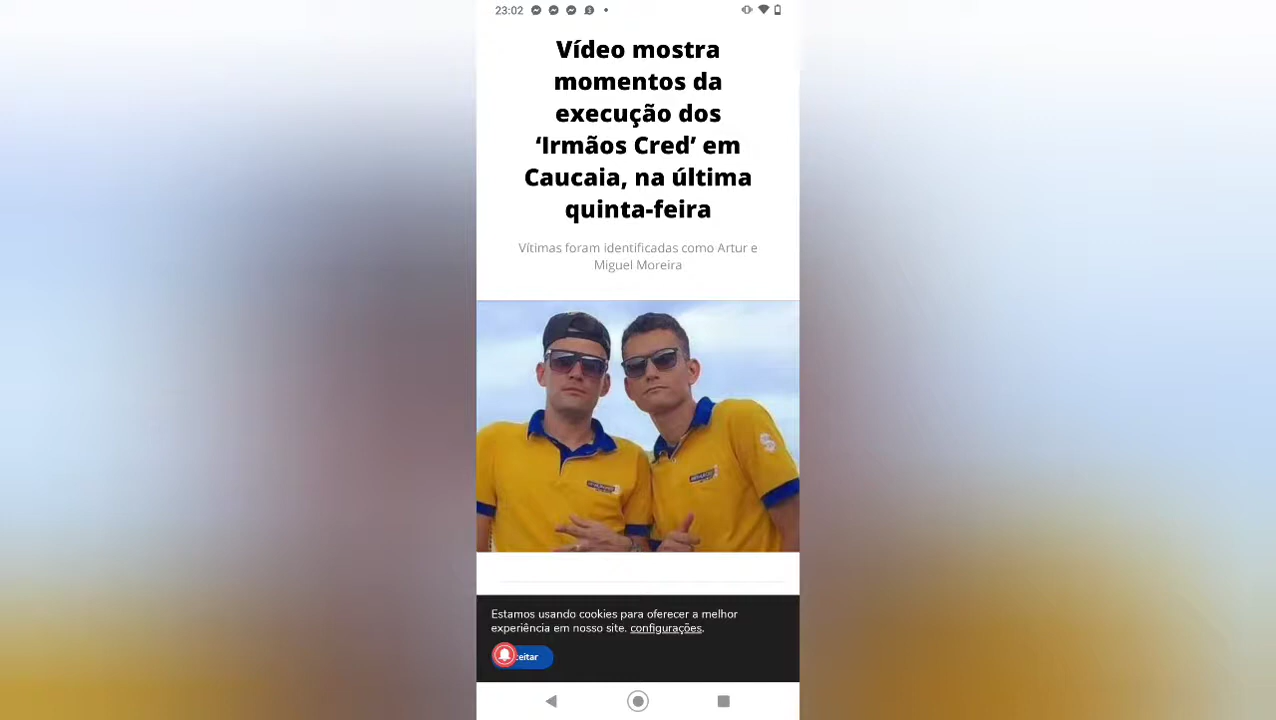 23:02
Vídeo mostra
momentos da
execução dos
‘Irmãos Cred’ em
Caucaia, na última
quinta-feira
Vítimas foram identificadas como Artur e
Miguel Moreira
Estamos usando cookies para oferecer a melhor
experiência em nosso site. configurações.
ceitar